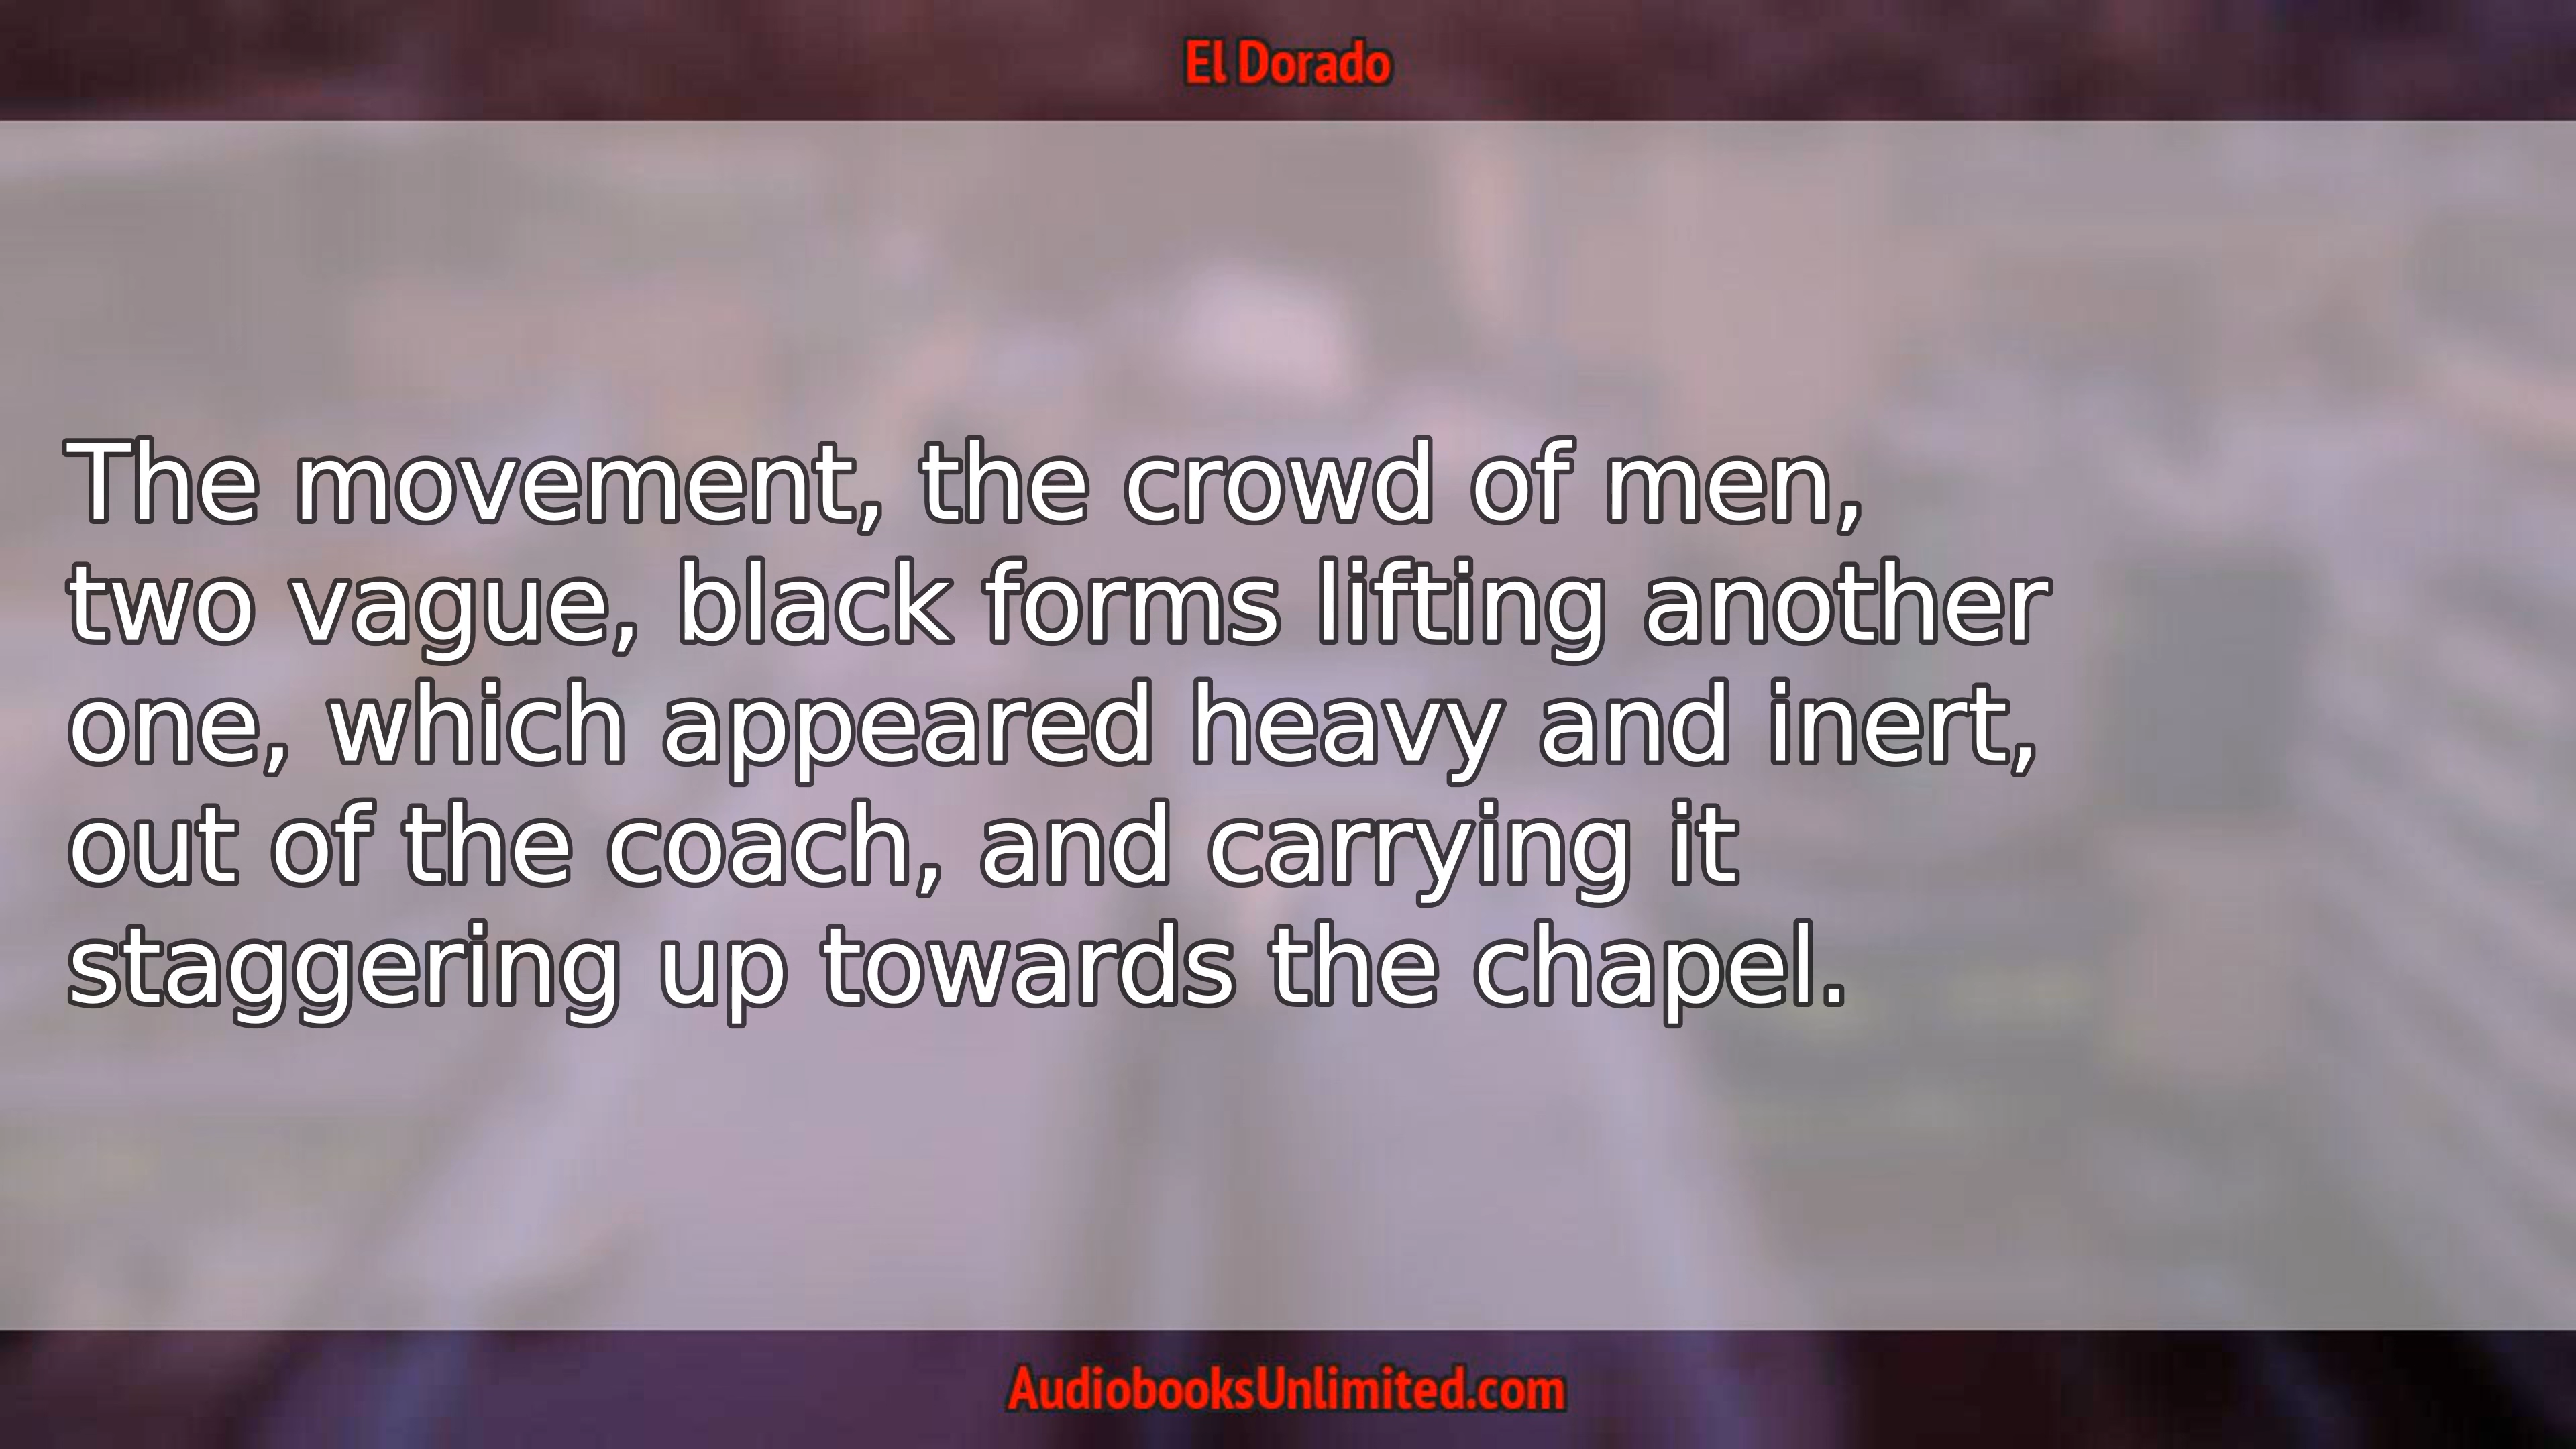 El Dorado
The movement, the crowd of men,
two vague, black forms lifting another
one, which appeared heavy and inert,
out of the coach, and carrying it
staggering up towards the chapel.
AudiobooksUnlimited.com